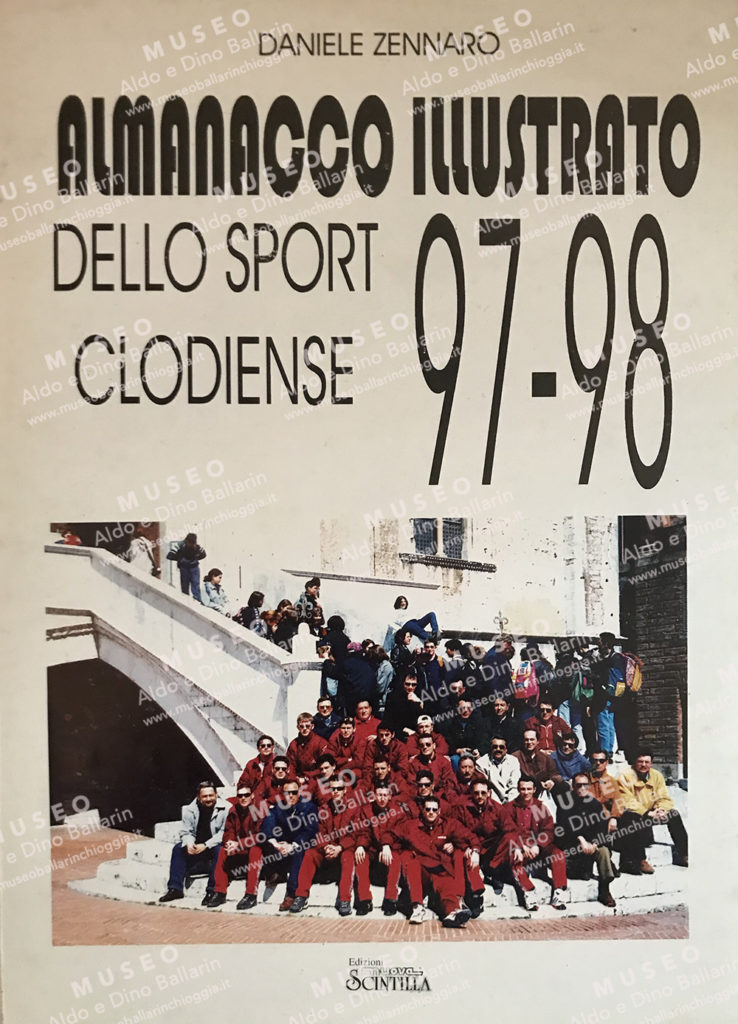 DANIELE ZENNARO
ALMANACCO ILLUSTRATO
DELLO SPORT
CLODIENSE
97-98
Edizioni
nuova
SCINTILLA
MUSEO
Aldo e Dino Ballarin
www.museoballarinchioggia.it